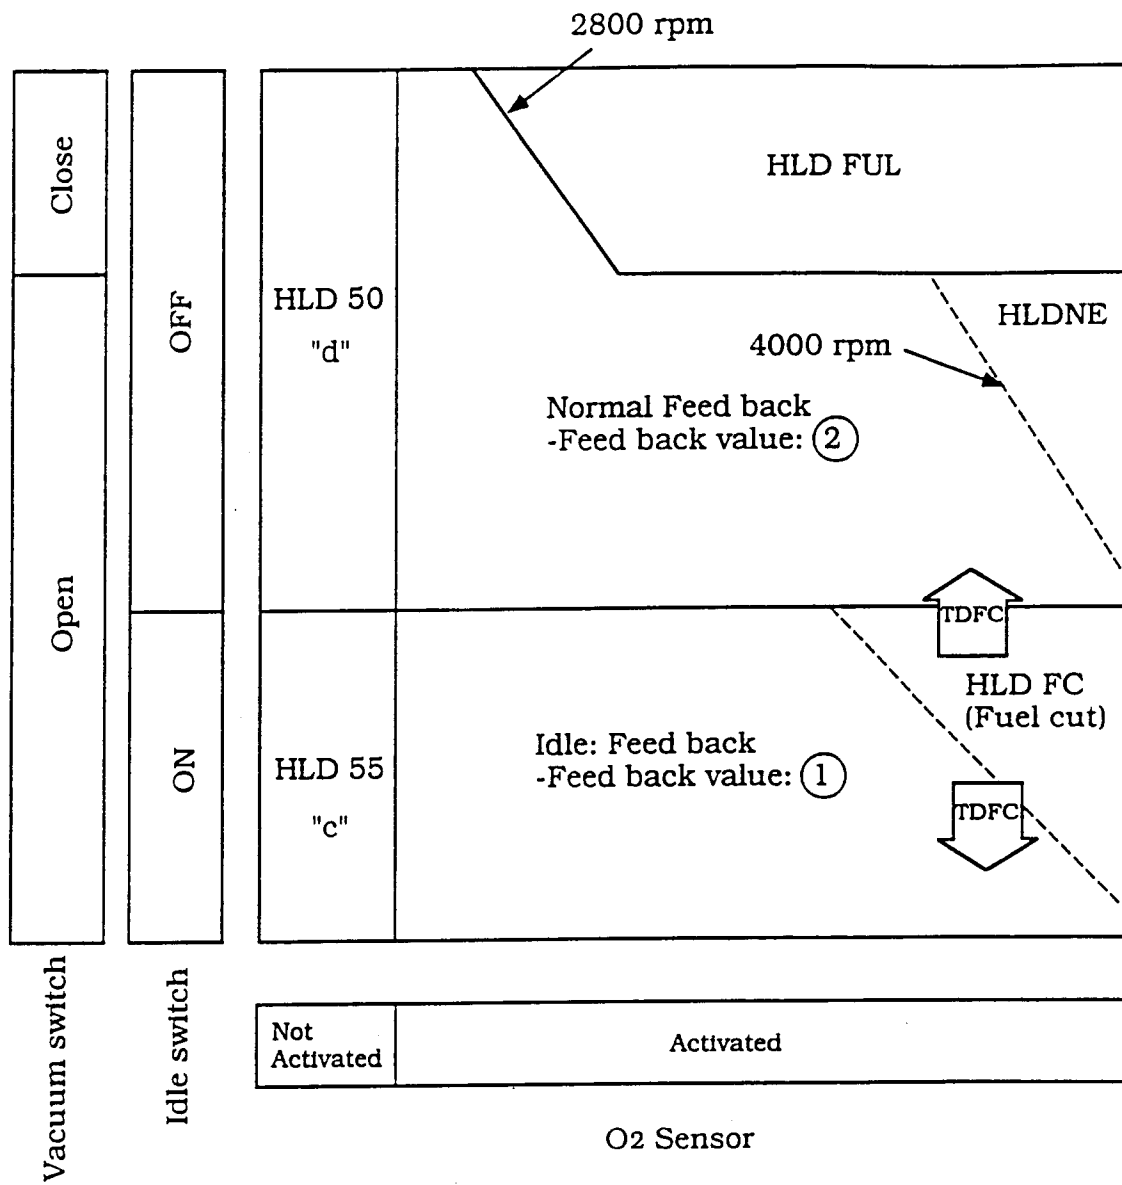 2800 rpm
Close
HLD FUL
OFF
HLD 50
"d"
HLDNE
4000 rpm
Normal Feed back
-Feed back value: 2
Open
TDFC
HLD FC
(Fuel cut)
ON
HLD 55
"c"
Idle: Feed back
-Feed back value: 1
TDFC
Vacuum switch
Idle switch
Not
Activated
Activated
O2 Sensor